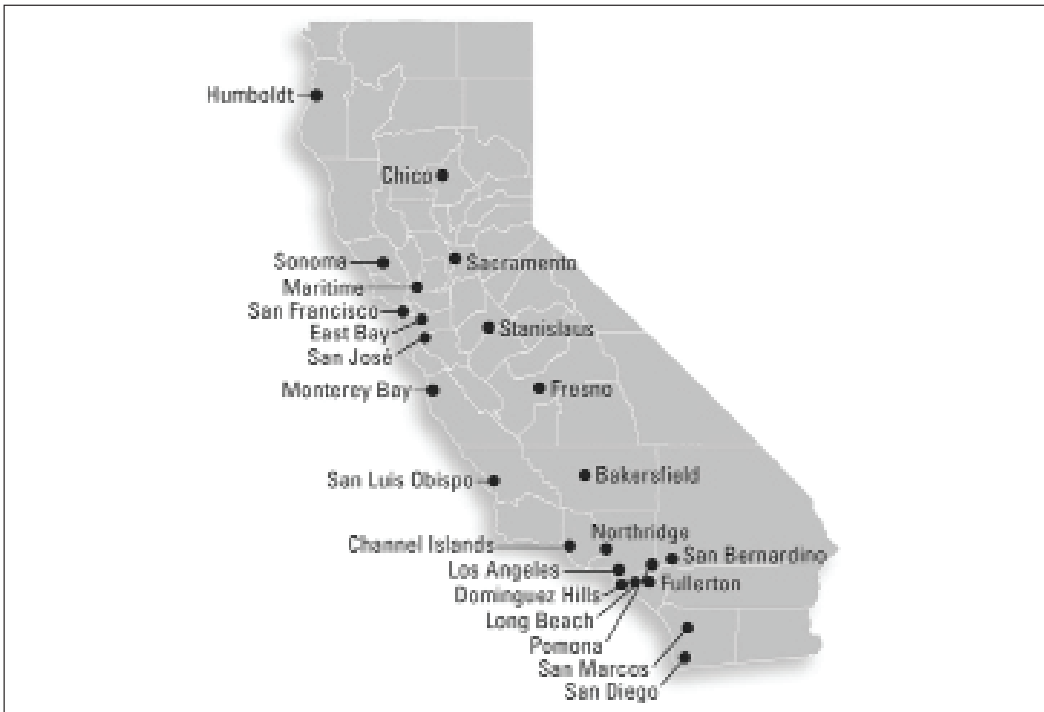 Humboldt
Chico
Sonoma
Sacramento
Maritime
San Francisco
East Bay
Stanislaus
San José
Monterey Bay
Fresno
San Luis Obispo
Bakersfield
Northridge
Channel Islands
San Bernardino
Los Angeles
Fullerton
Dominguez Hills
Long Beach
Pomona
San Marcos
San Diego